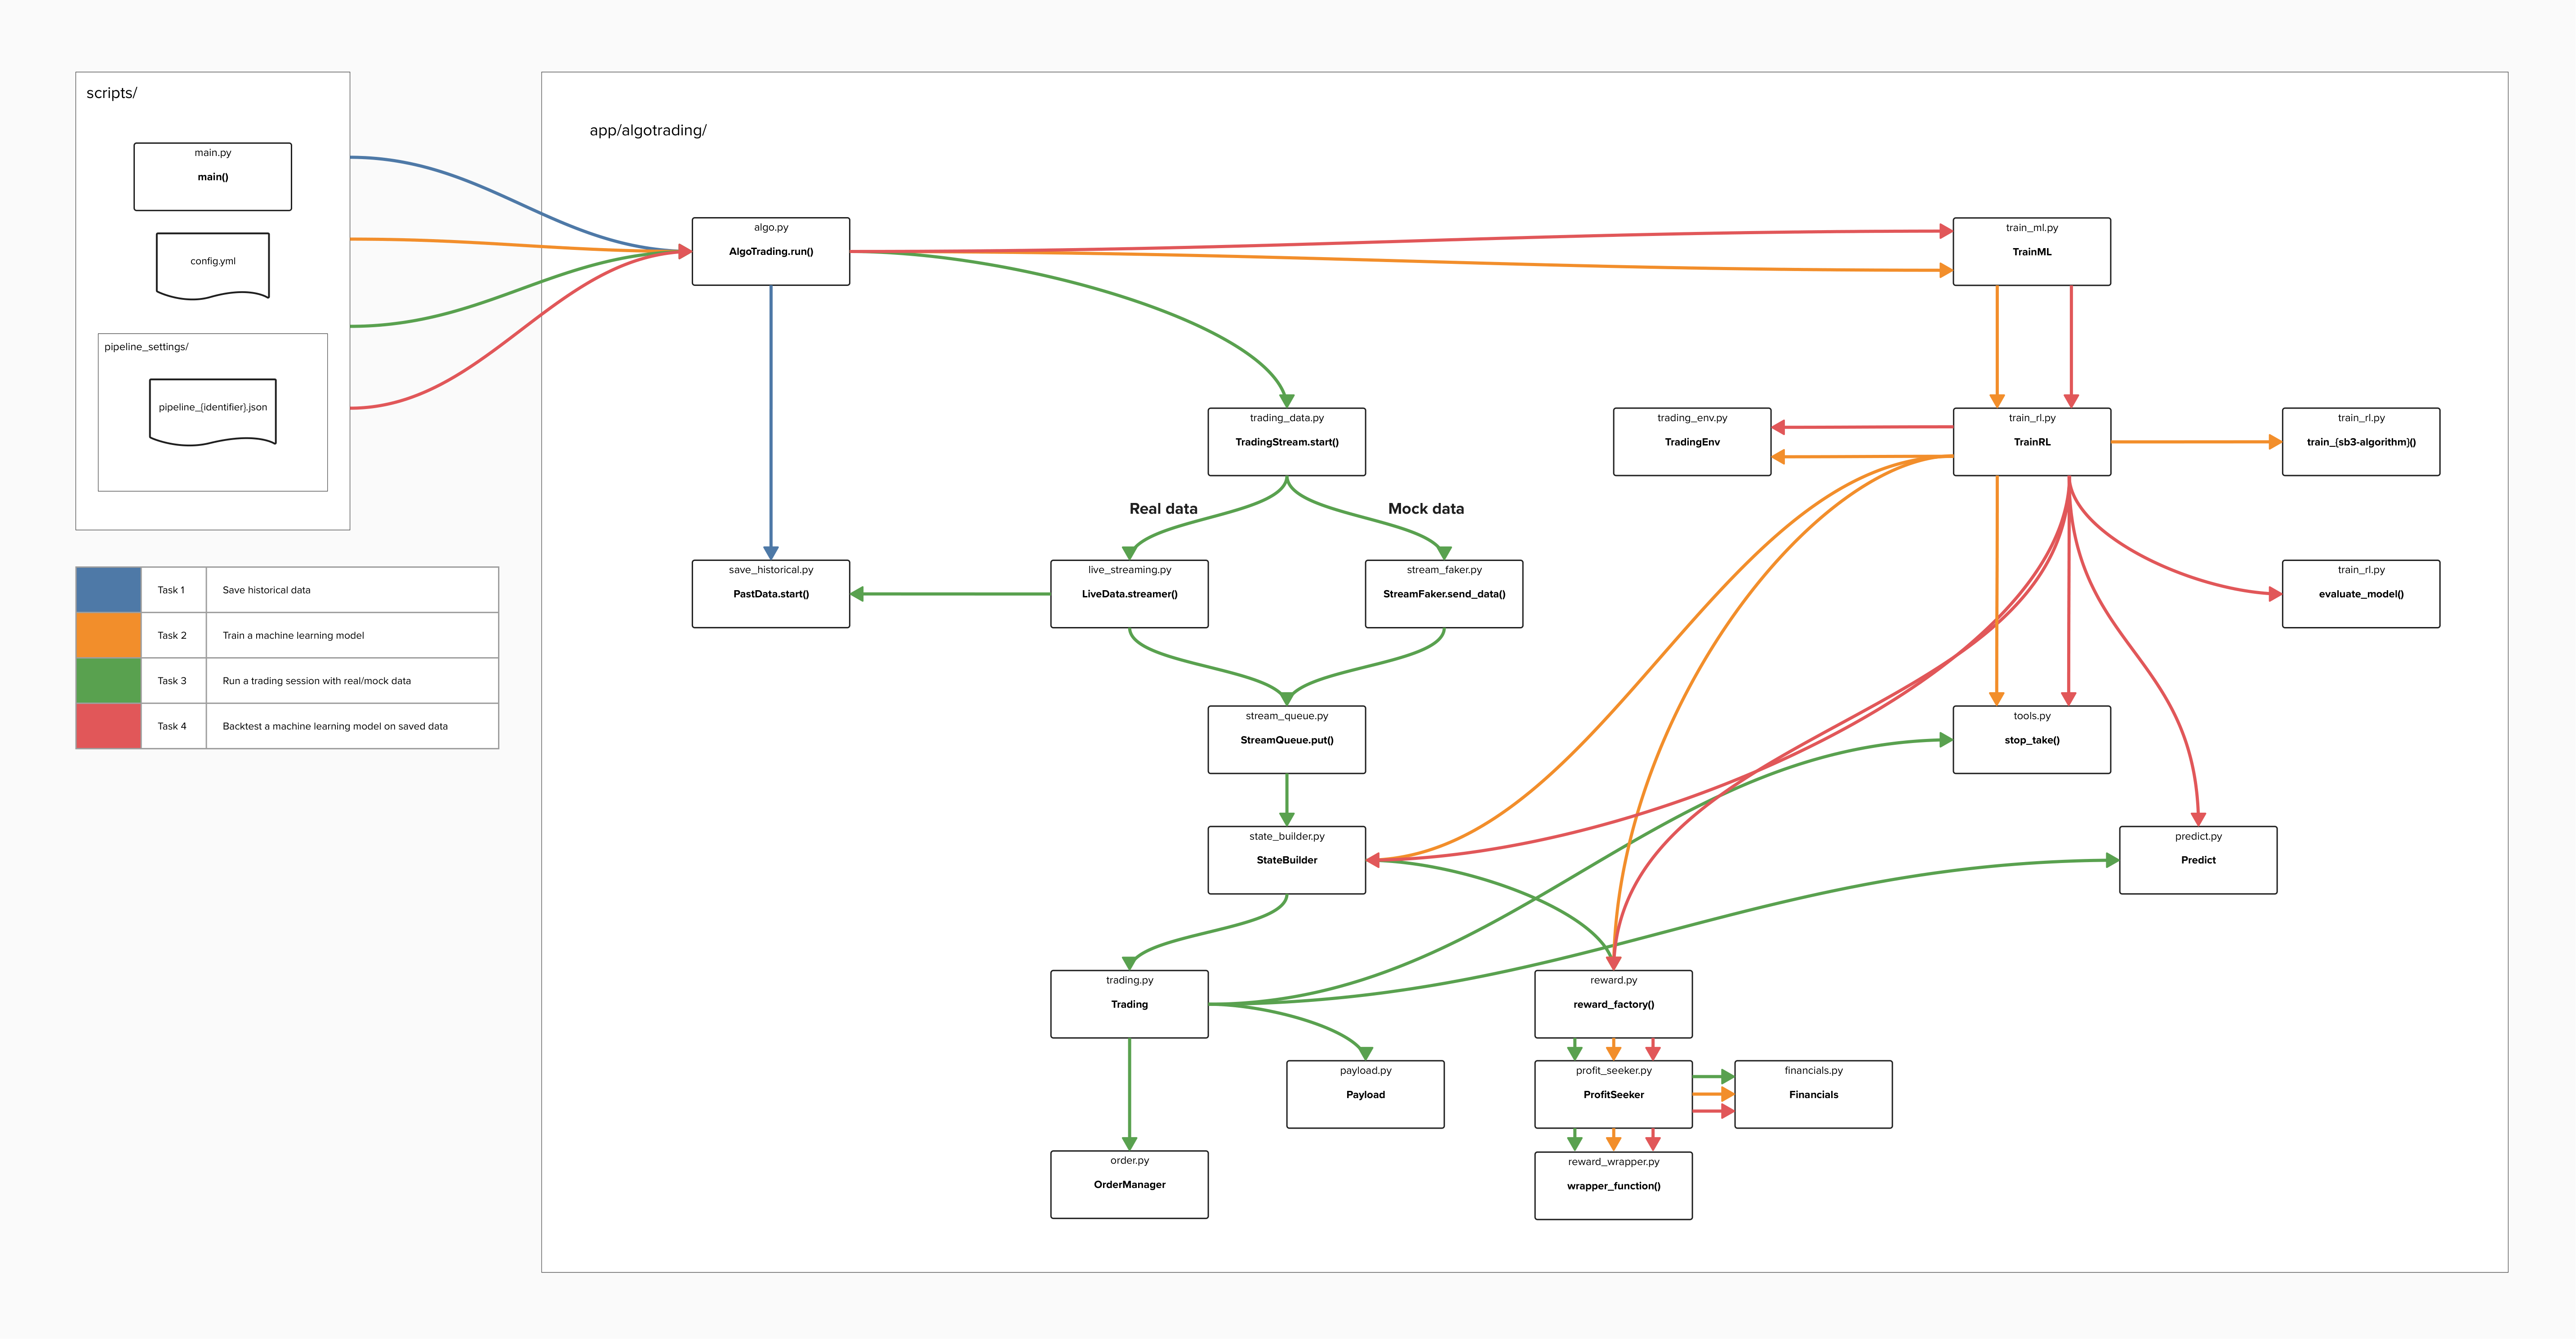 scripts/
main.py
main()
config.yml
pipeline_settings/
pipeline_{identifier}.json
Task 1 Save historical data
Task 2 Train a machine learning model
Task 3 Run a trading session with real/mock data
Task 4 Backtest a machine learning model on saved data
app/algotrading/
algo.py
AlgoTrading.run()
train_ml.py
TrainML
trading_data.py
TradingStream.start()
trading_env.py
TradingEnv
train_rl.py
TrainRL
train_rl.py
train_{sb3-algorithm}()
Real data
Mock data
save_historical.py
PastData.start()
live_streaming.py
LiveData.streamer()
stream_faker.py
StreamFaker.send_data()
train_rl.py
evaluate_model()
stream_queue.py
StreamQueue.put()
tools.py
stop_take()
state_builder.py
StateBuilder
predict.py
Predict
trading.py
Trading
reward.py
reward_factory()
payload.py
Payload
profit_seeker.py
ProfitSeeker
financials.py
Financials
order.py
OrderManager
reward_wrapper.py
wrapper_function()